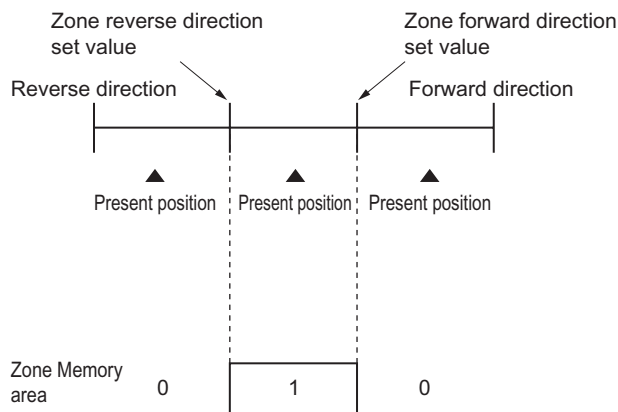 Zone reverse direction
set value
Zone forward direction
set value
Reverse direction
Forward direction
Present position
Present position
Present position
Zone Memory
area
0
1
0